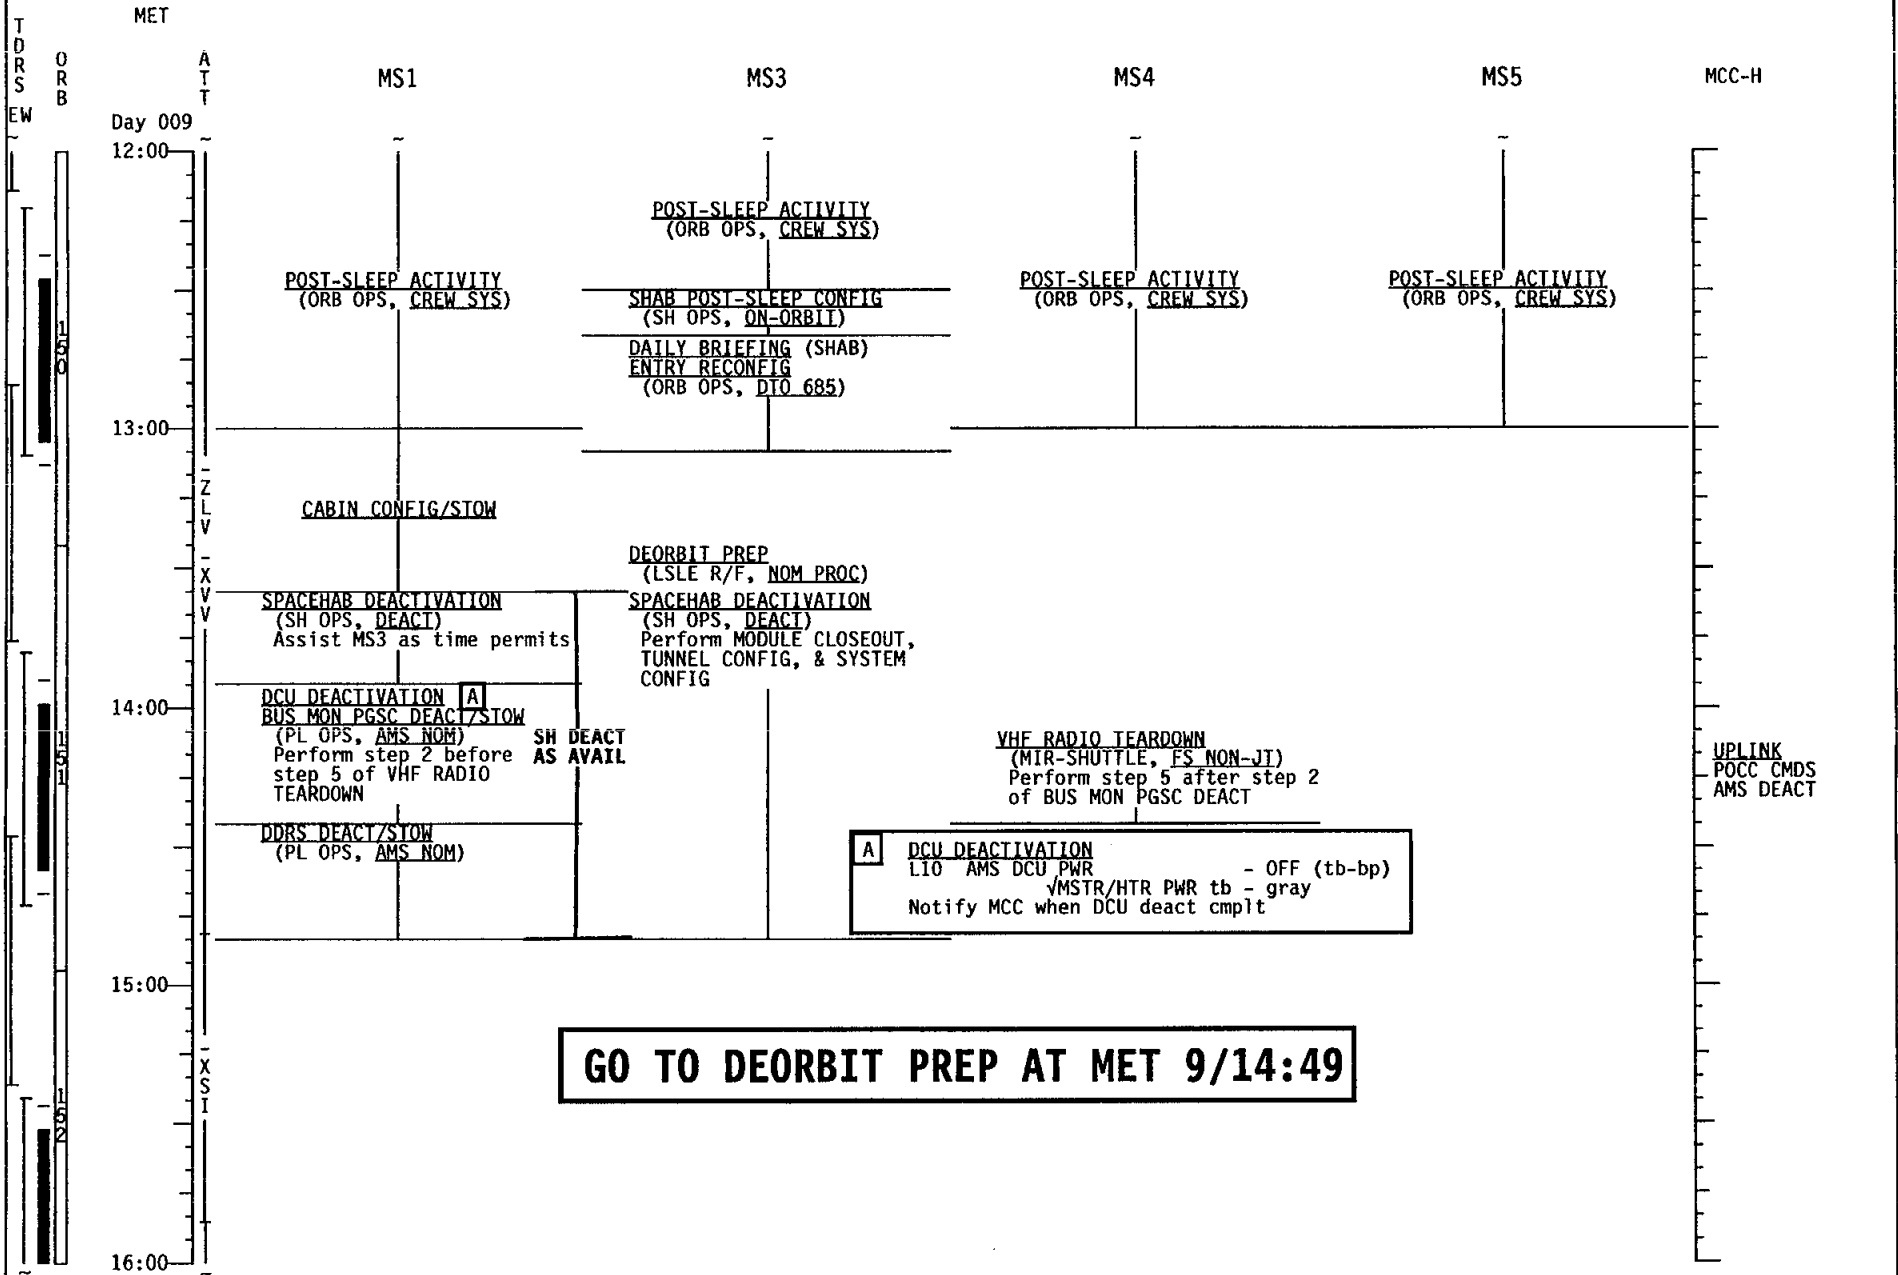 MET
TDRS
EW
ORB
ATT
MS1
MS3
MS4
MS5
MCC-H
Day 009
12:00
POST-SLEEP ACTIVITY
(ORB OPS, CREW SYS)
POST-SLEEP ACTIVITY
(ORB OPS, CREW SYS)
SHAB POST-SLEEP CONFIG
(SH OPS, ON-ORBIT)
DAILY BRIEFING (SHAB)
ENTRY RECONFIG
(ORB OPS, DTO 685)
POST-SLEEP ACTIVITY
(ORB OPS, CREW SYS)
POST-SLEEP ACTIVITY
(ORB OPS, CREW SYS)
150
13:00
-ZLV
-XVV
CABIN CONFIG/STOW
DEORBIT PREP
(LSLE R/F, NOM PROC)
SPACEHAB DEACTIVATION
(SH OPS, DEACT)
Assist MS3 as time permits
SPACEHAB DEACTIVATION
(SH OPS, DEACT)
Perform MODULE CLOSEOUT,
TUNNEL CONFIG, & SYSTEM
CONFIG
14:00
151
DCU DEACTIVATION A
BUS MON PGSC DEACT/STOW
(PL OPS, AMS NOM)
Perform step 2 before
step 5 of VHF RADIO
TEARDOWN
SH DEACT
AS AVAIL
VHF RADIO TEARDOWN
(MIR-SHUTTLE, FS NON-JT)
Perform step 5 after step 2
of BUS MON PGSC DEACT
UPLINK
POCC CMDS
AMS DEACT
DDRS DEACT/STOW
(PL OPS, AMS NOM)
A DCU DEACTIVATION
L10 AMS DCU PWR - OFF (tb-bp)
√MSTR/HTR PWR tb - gray
Notify MCC when DCU deact cmplt
15:00
-XSI
152
GO TO DEORBIT PREP AT MET 9/14:49
16:00